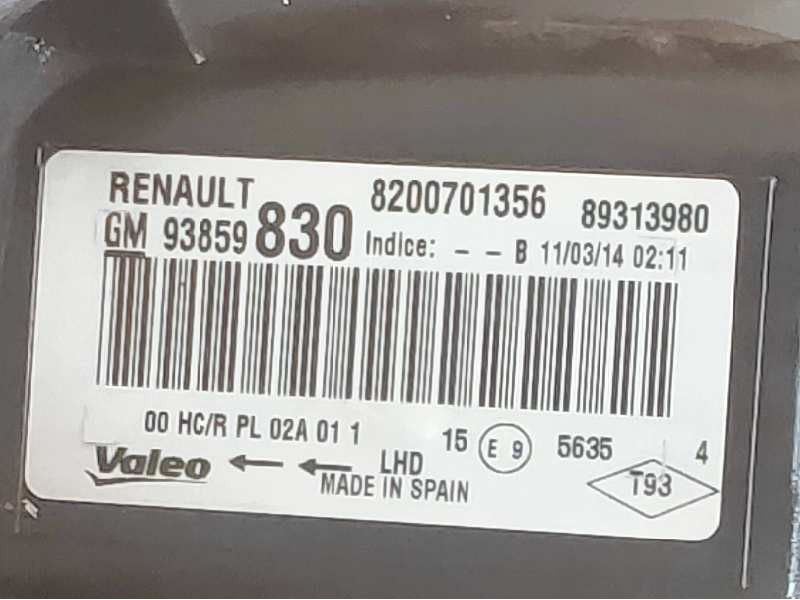 RENAULT 8200701356 89313980
GM 93859 830 Indice: - - B 11/03/14 02:11
00 HC/R PL 02A 01 1 15 E 9 5635 4
Valeo ← ← LHD T93
MADE IN SPAIN